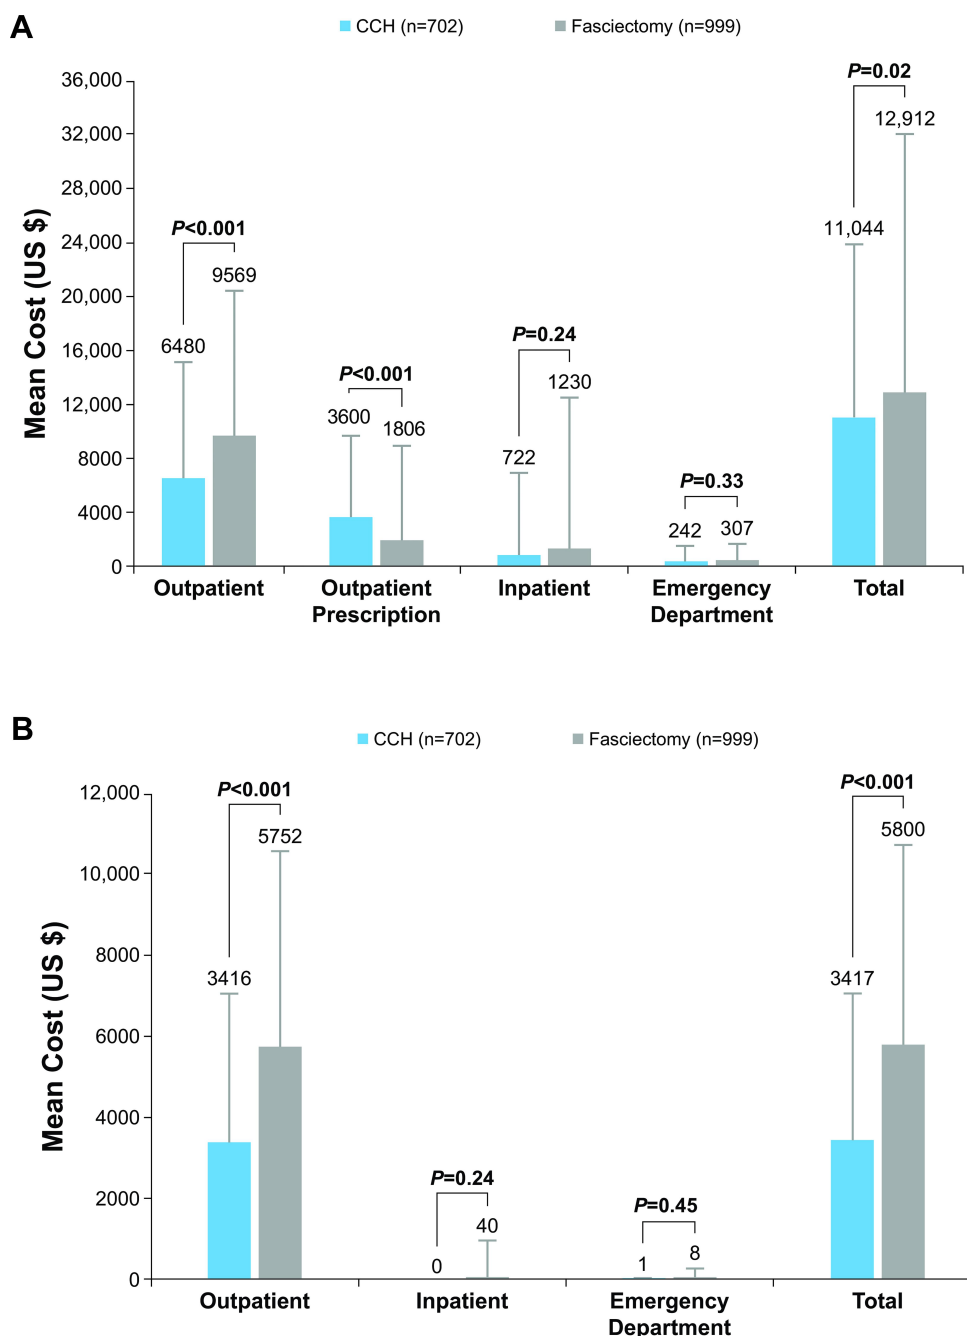 A
CCH (n=702) Fasciectomy (n=999)
Mean Cost (US $)
36,000
32,000
28,000
24,000
20,000
16,000
12,000
8000
4000
0
P<0.001
6480
9569
P<0.001
3600
1806
P=0.24
722
1230
P=0.33
242
307
P=0.02
11,044
12,912
Outpatient
Outpatient
Prescription
Inpatient
Emergency
Department
Total
B
CCH (n=702) Fasciectomy (n=999)
Mean Cost (US $)
12,000
10,000
8000
6000
4000
2000
0
P<0.001
3416
5752
P=0.24
0
40
P=0.45
1
8
P<0.001
3417
5800
Outpatient
Inpatient
Emergency
Department
Total